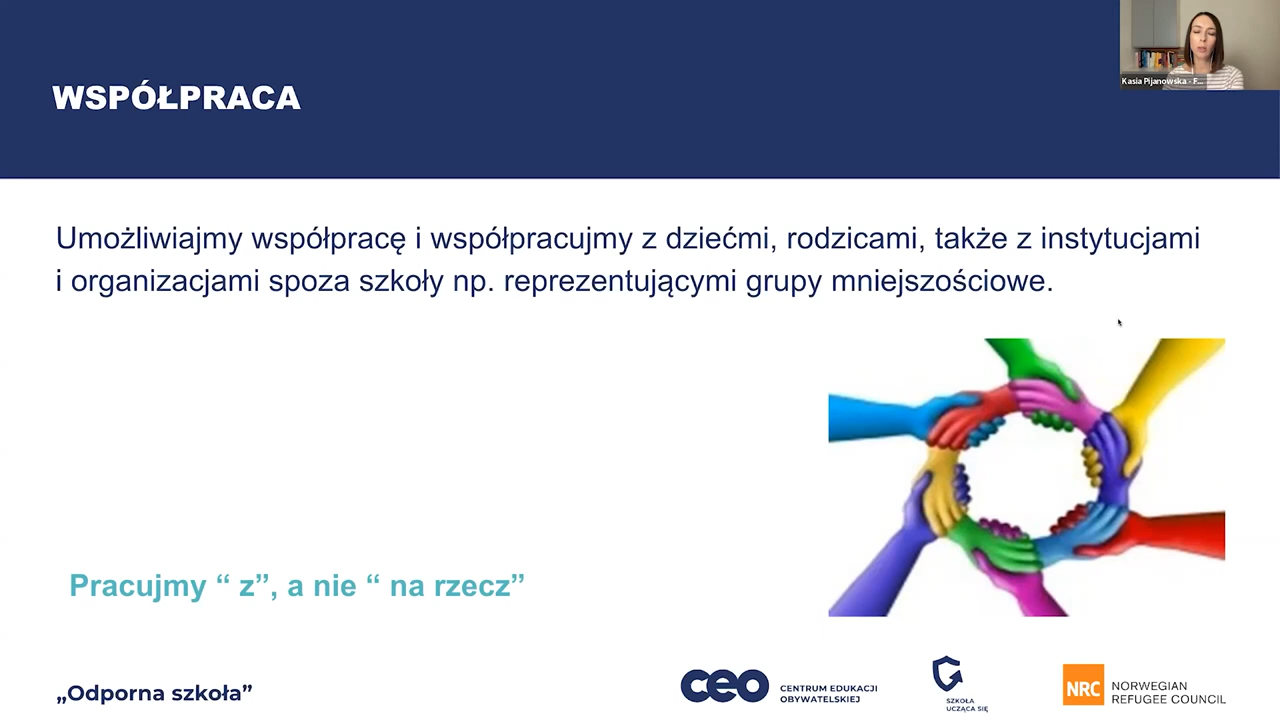 WSPÓŁPRACA
Kasia Pijanowska - F...
Umożliwiajmy współpracę i współpracujmy z dziećmi, rodzicami, także z instytucjami
i organizacjami spoza szkoły np. reprezentującymi grupy mniejszościowe.
Pracujmy “ z”, a nie “ na rzecz”
„Odporna szkoła”
ceo
CENTRUM EDUKACJI
OBYWATELSKIEJ
SZKOŁA
UCZĄCA SIĘ
NRC
NORWEGIAN
REFUGEE COUNCIL